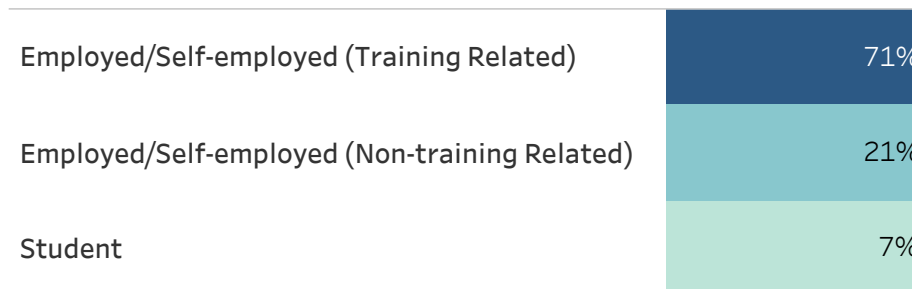 Employed/Self-employed (Training Related) 71%
Employed/Self-employed (Non-training Related) 21%
Student 7%